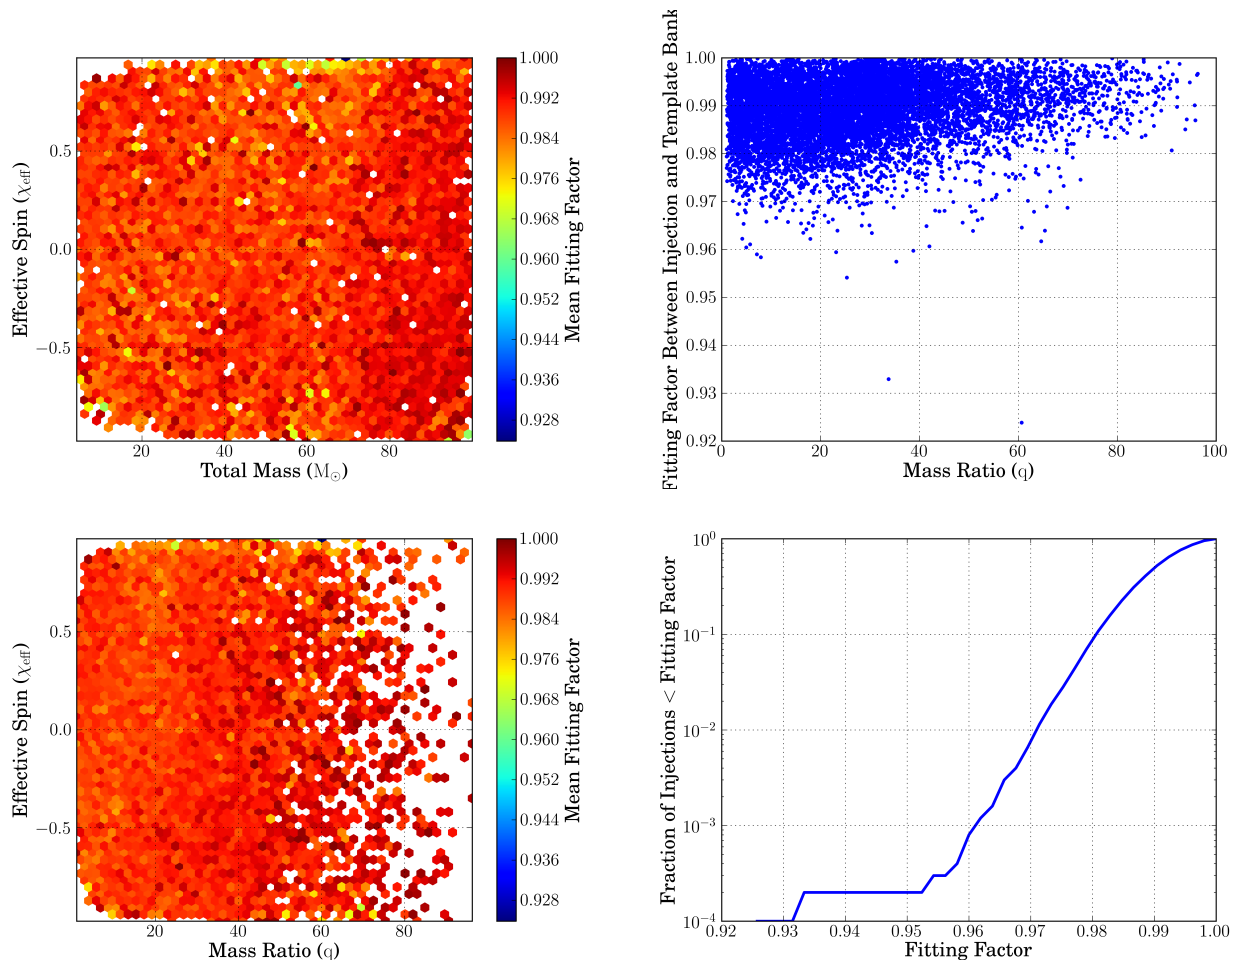 1.000
0.992
0.984
0.976
0.968
0.960
0.952
0.944
0.936
0.928
Mean Fitting Factor
0.5
0.0
−0.5
Effective Spin (χeff)
20 40 60 80
Total Mass (M⊙)
Fitting Factor Between Injection and Template Bank
1.00
0.99
0.98
0.97
0.96
0.95
0.94
0.93
0.92
0 20 40 60 80 100
Mass Ratio (q)
1.000
0.992
0.984
0.976
0.968
0.960
0.952
0.944
0.936
0.928
Mean Fitting Factor
0.5
0.0
−0.5
Effective Spin (χeff)
20 40 60 80
Mass Ratio (q)
Fraction of Injections < Fitting Factor
10^0
10^−1
10^−2
10^−3
10^−4
0.92 0.93 0.94 0.95 0.96 0.97 0.98 0.99 1.00
Fitting Factor